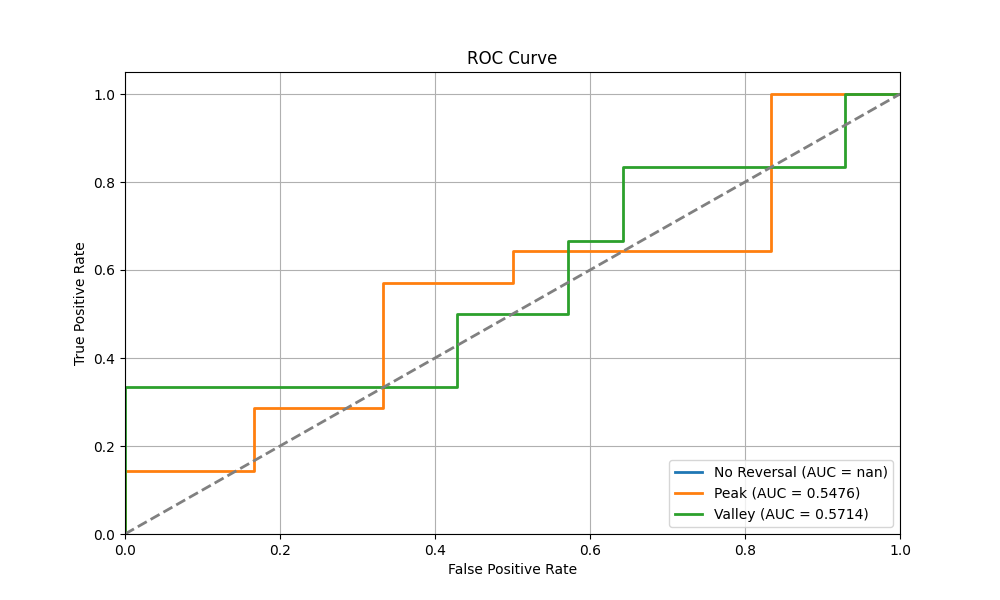 ROC Curve
True Positive Rate
1.0
0.8
0.6
0.4
0.2
0.0
No Reversal (AUC = nan)
Peak (AUC = 0.5476)
Valley (AUC = 0.5714)
0.0 0.2 0.4 0.6 0.8 1.0
False Positive Rate